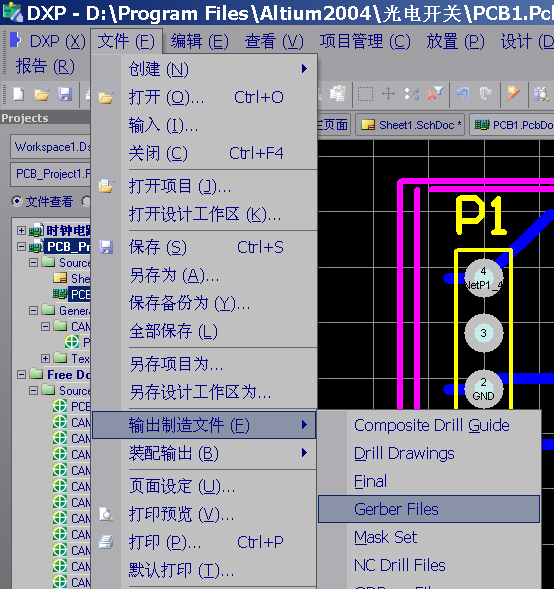 DXP - D:\Program Files\Altium2004\光电开关\PCB1.Pcb
DXP (X) 文件 (F) 编辑 (E) 查看 (V) 项目管理 (C) 放置 (P) 设计 (D
报告 (R)
Projects
Workspace1.Ds
PCB_Project1.F
文件查看
时钟电路
PCB_Pr
Source
She
PCB
Gener
CAM
P
Tex
Free Do
Source
PCB
CAM
CAM
CAM
CAM
CAM
CAM
CAM
CAM
CAM
CAM
CAM
创建 (N)
打开 (O)... Ctrl+O
输入 (I)...
关闭 (C) Ctrl+F4
打开项目 (J)...
打开设计工作区 (K)...
保存 (S) Ctrl+S
另存为 (A)...
保存备份为 (Y)...
全部保存 (L)
另存项目为...
另存设计工作区为...
输出制造文件 (F)
装配输出 (B)
页面设定 (U)...
打印预览 (V)...
打印 (P)... Ctrl+P
默认打印 (T)...
页面 Sheet1.SchDoc * PCB1.PcbDo
P1
4
NetP1_4
3
2
GND
Composite Drill Guide
Drill Drawings
Final
Gerber Files
Mask Set
NC Drill Files